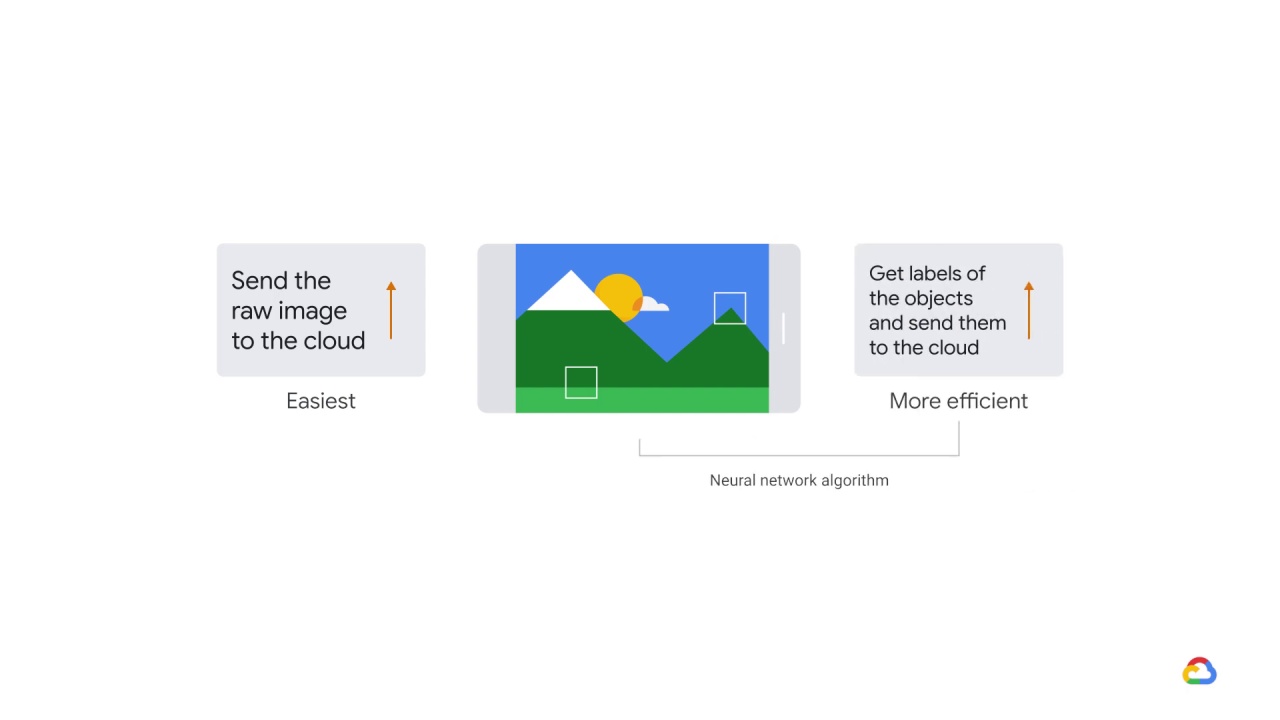 Send the
raw image
to the cloud
Easiest
Get labels of
the objects
and send them
to the cloud
More efficient
Neural network algorithm